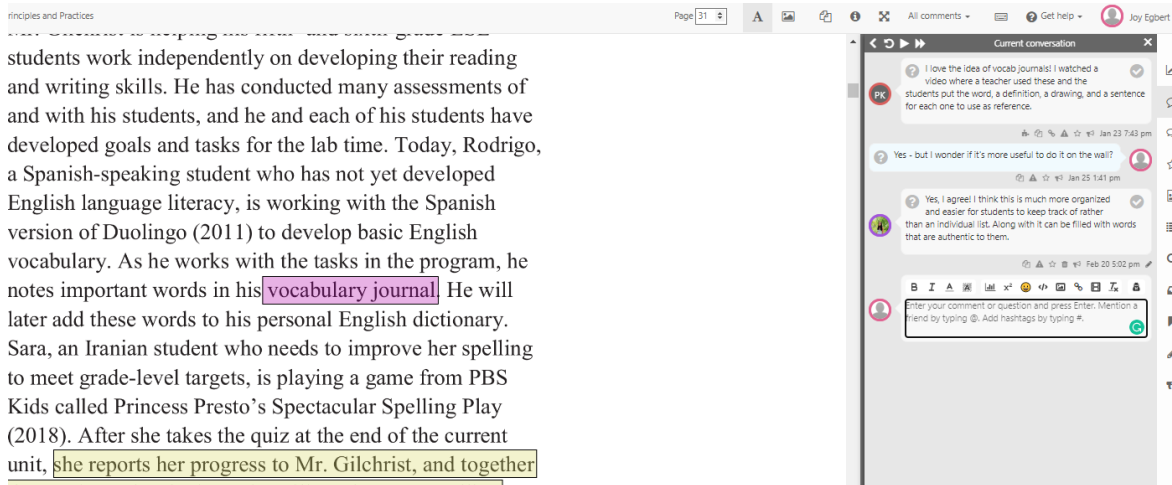 rinciples and Practices
Page 31
All comments
Get help
Joy Egbert
Mr. Gilchrist is helping his fifth- and sixth-grade ESL
students work independently on developing their reading
and writing skills. He has conducted many assessments of
and with his students, and he and each of his students have
developed goals and tasks for the lab time. Today, Rodrigo,
a Spanish-speaking student who has not yet developed
English language literacy, is working with the Spanish
version of Duolingo (2011) to develop basic English
vocabulary. As he works with the tasks in the program, he
notes important words in his vocabulary journal. He will
later add these words to his personal English dictionary.
Sara, an Iranian student who needs to improve her spelling
to meet grade-level targets, is playing a game from PBS
Kids called Princess Presto's Spectacular Spelling Play
(2018). After she takes the quiz at the end of the current
unit, she reports her progress to Mr. Gilchrist, and together
Current conversation
PK
I love the idea of vocab journals! I watched a
video where a teacher used these and the
students put the word, a definition, a drawing, and a sentence
for each one to use as reference.
Jan 23 7:43 pm
Yes - but I wonder if it's more useful to do it on the wall?
Jan 25 1:41 pm
Yes, I agree! I think this is much more organized
and easier for students to keep track of rather
than an individual list. Along with it can be filled with words
that are authentic to them.
Feb 20 5:02 pm
Enter your comment or question and press Enter. Mention a
friend by typing @. Add hashtags by typing #.